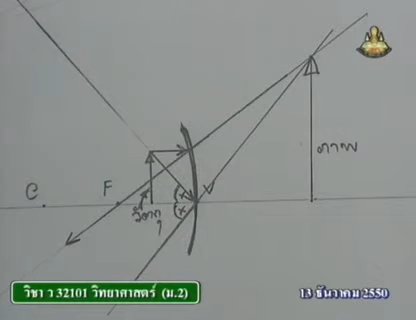 C
F
วัตถุ
ภาพ
วิชา ว 32101 วิทยาศาสตร์ (ม.2)
13 ธันวาคม 2550